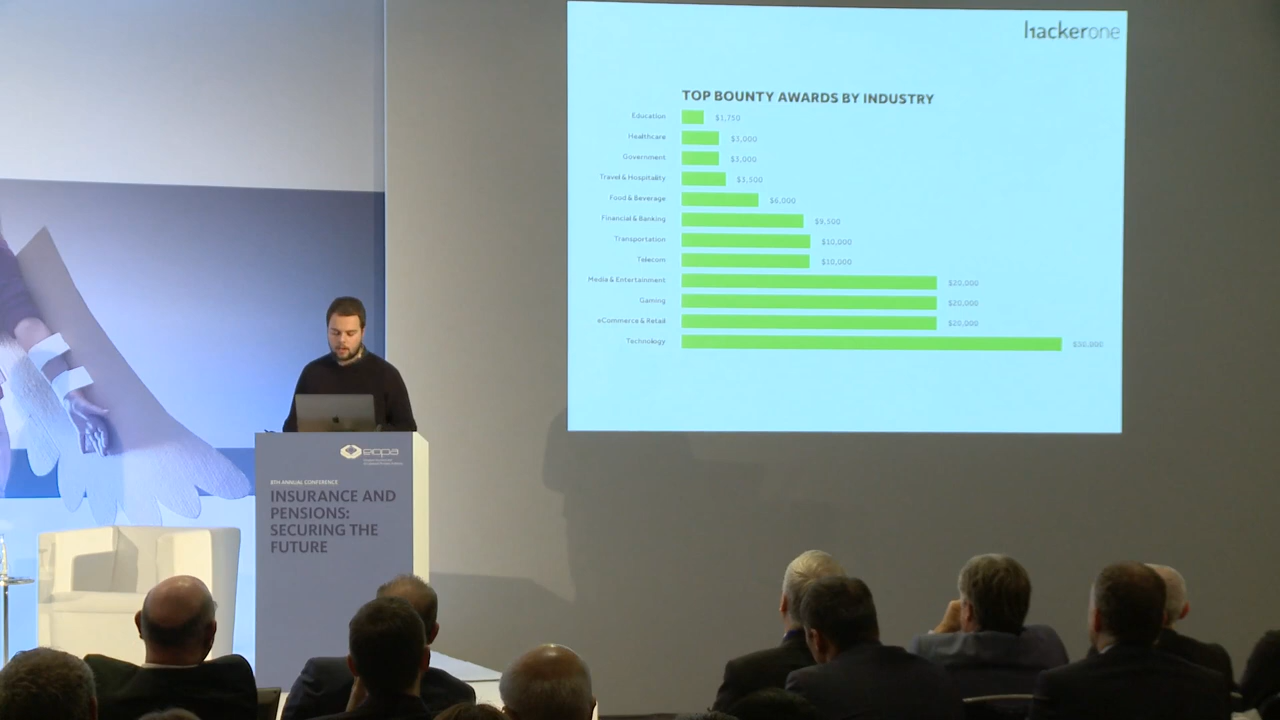 hackerone
TOP BOUNTY AWARDS BY INDUSTRY
Education $1,750
Healthcare $3,000
Government $3,000
Travel & Hospitality $3,500
Food & Beverage $6,000
Financial & Banking $9,500
Transportation $10,000
Telecom $10,000
Media & Entertainment $20,000
Gaming $20,000
eCommerce & Retail $20,000
Technology
eiopa
8TH ANNUAL CONFERENCE
INSURANCE AND
PENSIONS:
SECURING THE
FUTURE